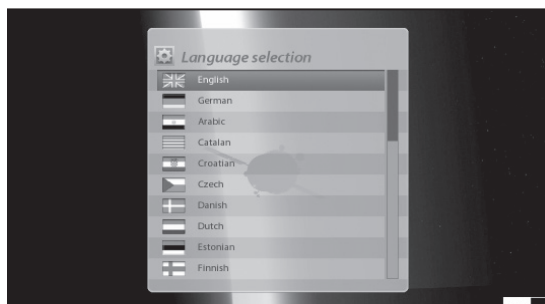 Language selection
English
German
Arabic
Catalan
Croatian
Czech
Danish
Dutch
Estonian
Finnish